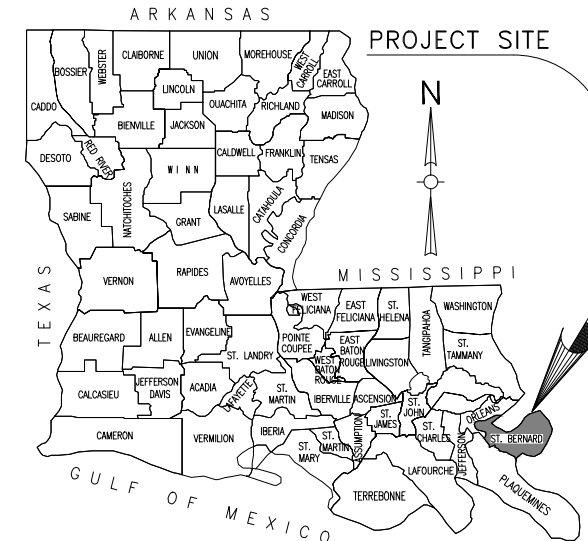 ARKANSAS
PROJECT SITE
N
CADDO
BOSSIER
WEBSTER
CLAIBORNE
UNION
MOREHOUSE
WEST CARROLL
EAST CARROLL
LINCOLN
OUACHITA
RICHLAND
MADISON
BIENVILLE
JACKSON
DESOTO
RED RIVER
CALDWELL
FRANKLIN
TENSAS
WINN
NATCHITOCHES
SABINE
GRANT
LASALLE
CATAHOULA
CONCORDIA
TEXAS
VERNON
RAPIDES
AVOYELLES
MISSISSIPPI
WEST
FELICIANA
EAST
FELICIANA
ST.
HELENA
TANGIPAHOA
WASHINGTON
BEAUREGARD
ALLEN
EVANGELINE
ST. LANDRY
POINTE
COUPEE
WEST
BATON
ROUGE
EAST
BATON
ROUGE
LIVINGSTON
ST.
TAMMANY
CALCASIEU
JEFFERSON
DAVIS
ACADIA
LAFAYETTE
ST.
MARTIN
IBERVILLE
ASCENSION
ST.
JAMES
ST.
JOHN
ST.
CHARLES
ORLEANS
ST. BERNARD
CAMERON
VERMILION
IBERIA
ST.
MARY
ST.
MARTIN
ASSUMPTION
JEFFERSON
LAFOURCHE
TERREBONNE
PLAQUEMINES
GULF OF MEXICO